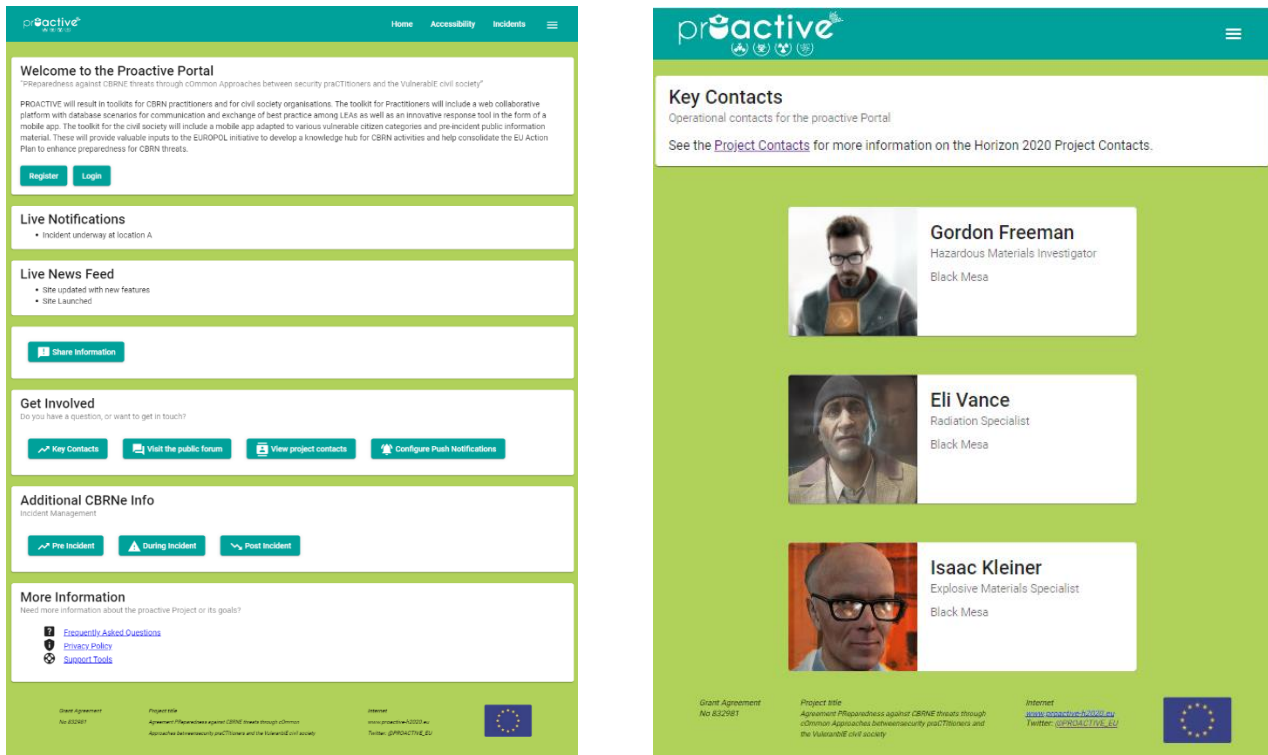 proactive
Home Accessibility Incidents
Welcome to the Proactive Portal
"PReparedness against CBRNE threats through cOmmon Approaches between security praCTItioners and the VulnerablE civil society"
PROACTIVE will result in toolkits for CBRN practitioners and for civil society organisations. The toolkit for Practitioners will include a web collaborative
platform with database scenarios for communication and exchange of best practice among LEAs as well as an innovative response tool in the form of a
mobile app. The toolkit for the civil society will include a mobile app adapted to various vulnerable citizen categories and pre-incident public information
material. These will provide valuable inputs to the EUROPOL initiative to develop a knowledge hub for CBRN activities and help consolidate the EU Action
Plan to enhance preparedness for CBRN threats.
Register Login
Live Notifications
• Incident underway at location A
Live News Feed
• Site updated with new features
• Site Launched
Share Information
Get Involved
Do you have a question, or want to get in touch?
Key Contacts Visit the public forum View project contacts Configure Push Notifications
Additional CBRNe Info
Incident Management
Pre Incident During Incident Post Incident
More Information
Need more information about the proactive Project or its goals?
Frequently Asked Questions
Privacy Policy
Support Tools
Grant Agreement Project title Internet
No 832981 Agreement PReparedness against CBRNE threats through cOmmon www.proactive-h2020.eu
Approaches betweensecurity praCTItioners and the VulnerablE civil society Twitter: @PROACTIVE_EU
proactive
Key Contacts
Operational contacts for the proactive Portal
See the Project Contacts for more information on the Horizon 2020 Project Contacts.
Gordon Freeman
Hazardous Materials Investigator
Black Mesa
Eli Vance
Radiation Specialist
Black Mesa
Isaac Kleiner
Explosive Materials Specialist
Black Mesa
Grant Agreement Project title Internet
No 832981 Agreement PReparedness against CBRNE threats through www.proactive-h2020.eu
cOmmon Approaches betweensecurity praCTItioners and Twitter: @PROACTIVE_EU
the VulnerablE civil society